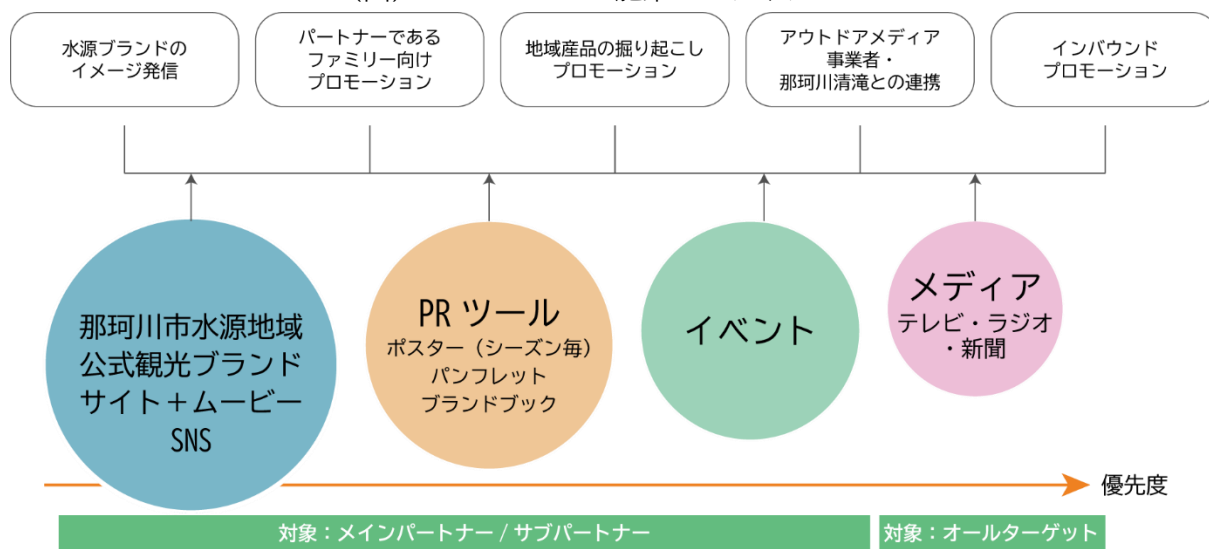 水源ブランドの
イメージ発信
パートナーである
ファミリー向け
プロモーション
地域産品の掘り起こし
プロモーション
アウトドアメディア
事業者・
那珂川清滝との連携
インバウンド
プロモーション
那珂川市水源地域
公式観光ブランド
サイト＋ムービー
SNS
PR ツール
ポスター（シーズン毎）
パンフレット
ブランドブック
イベント
メディア
テレビ・ラジオ
・新聞
優先度
対象：メインパートナー / サブパートナー
対象：オールターゲット